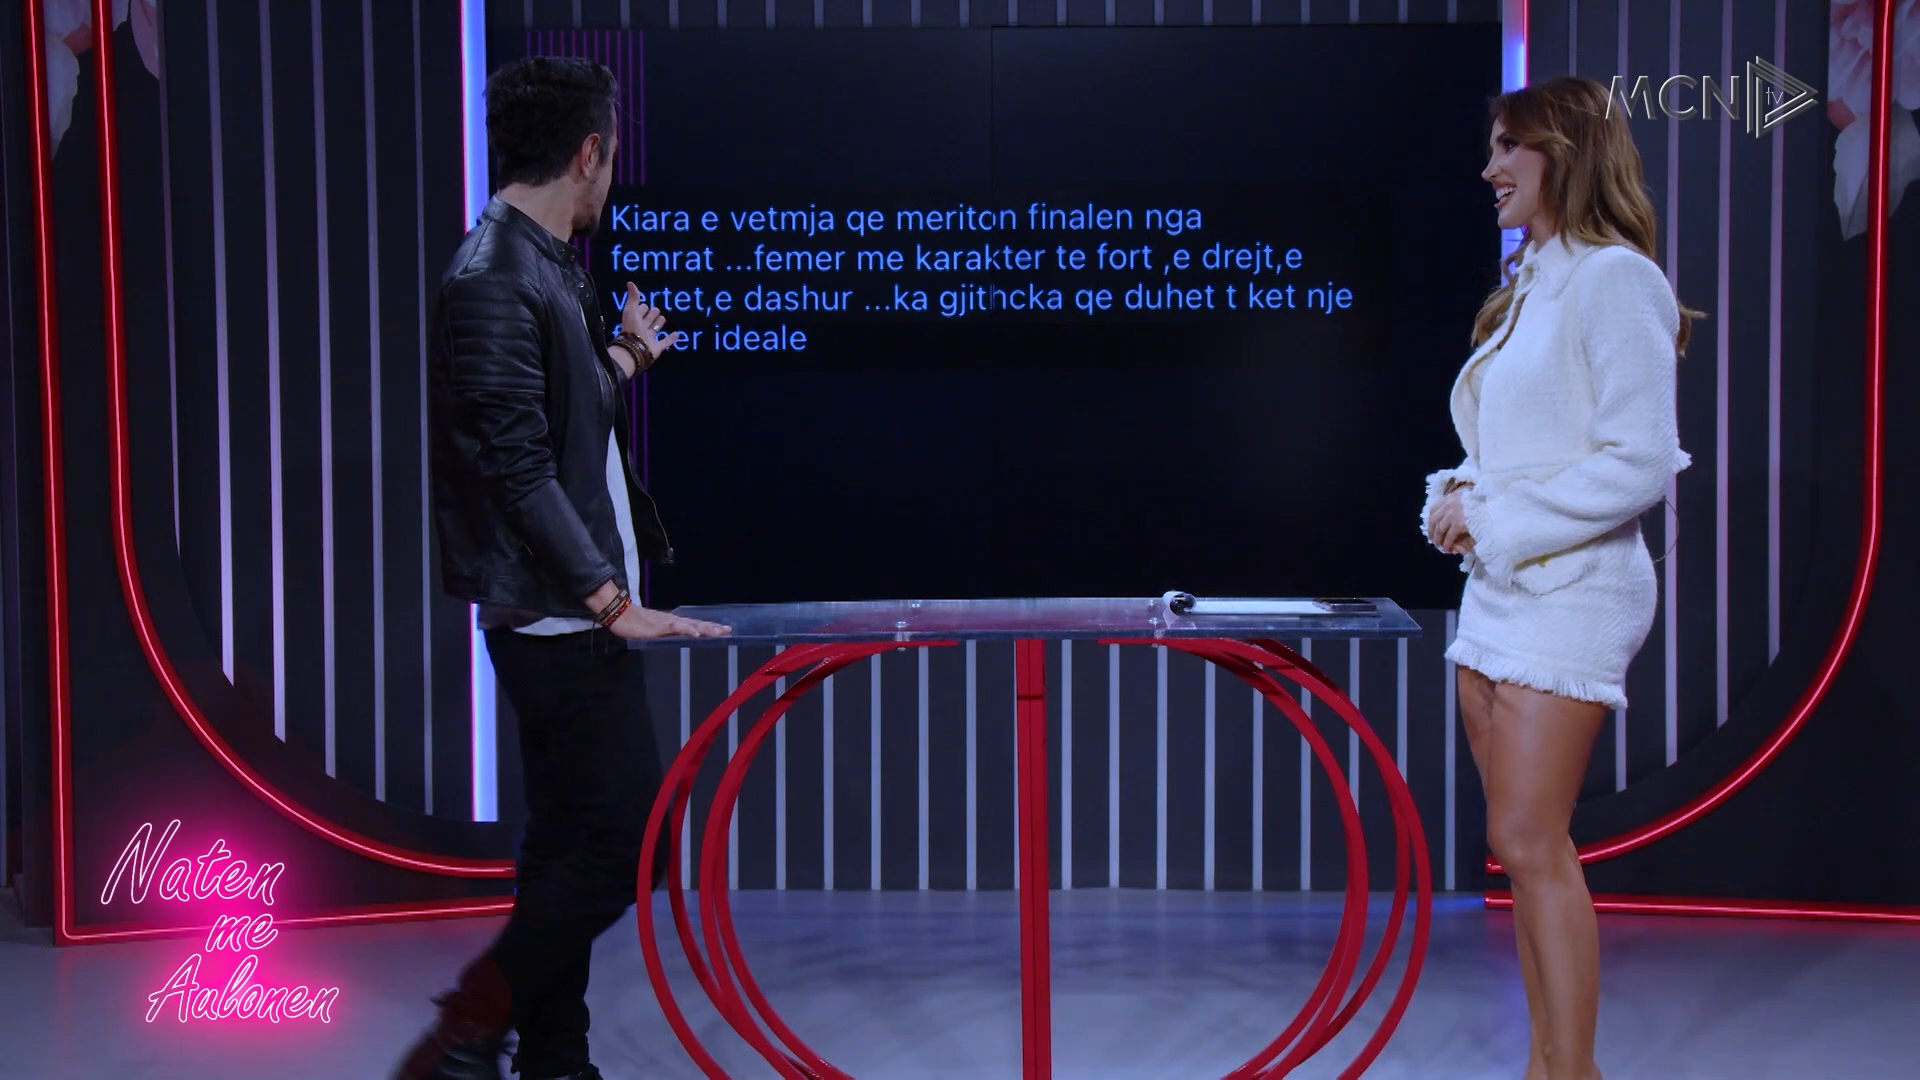 MCN tv
Kiara e vetmja qe meriton finalen nga
femrat ...femer me karakter te fort ,e drejt,e
vertet,e dashur ...ka gjithcka qe duhet t ket nje
ideale
Naten
me
Aulonen